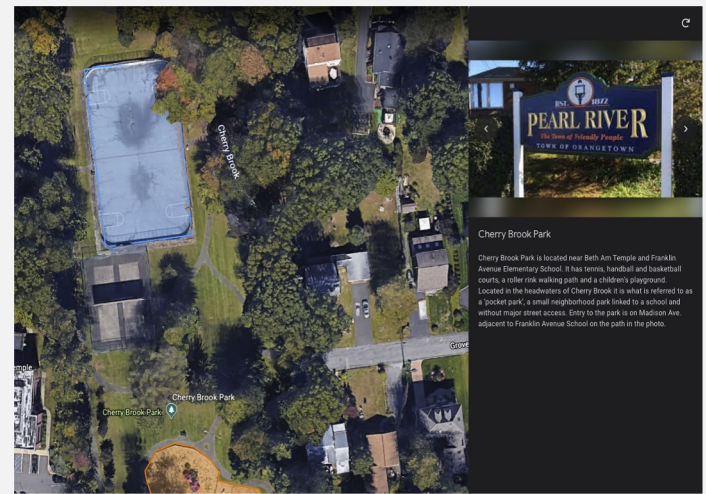 Cherry Brook
Grove
emple
Cherry Brook Park
Cherry Brook Park
EST. 1872
PEARL RIVER
The Town of Friendly People
TOWN OF ORANGETOWN
Cherry Brook Park
Cherry Brook Park is located near Beth Am Temple and Franklin
Avenue Elementary School. It has tennis, handball and basketball
courts, a roller rink walking path and a children's playground.
Located in the headwaters of Cherry Brook it is what is referred to as
a 'pocket park', a small neighborhood park linked to a school and
without major street access. Entry to the park is on Madison Ave.
adjacent to Franklin Avenue School on the path in the photo.